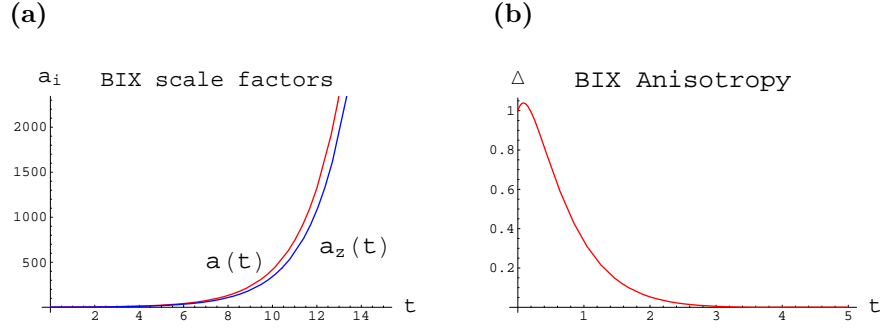 (a)
a_i BIX scale factors
2000
1500
1000
500
a(t)
a_z(t)
2 4 6 8 10 12 14 t
(b)
Δ BIX Anisotropy
1
0.8
0.6
0.4
0.2
1 2 3 4 5 t